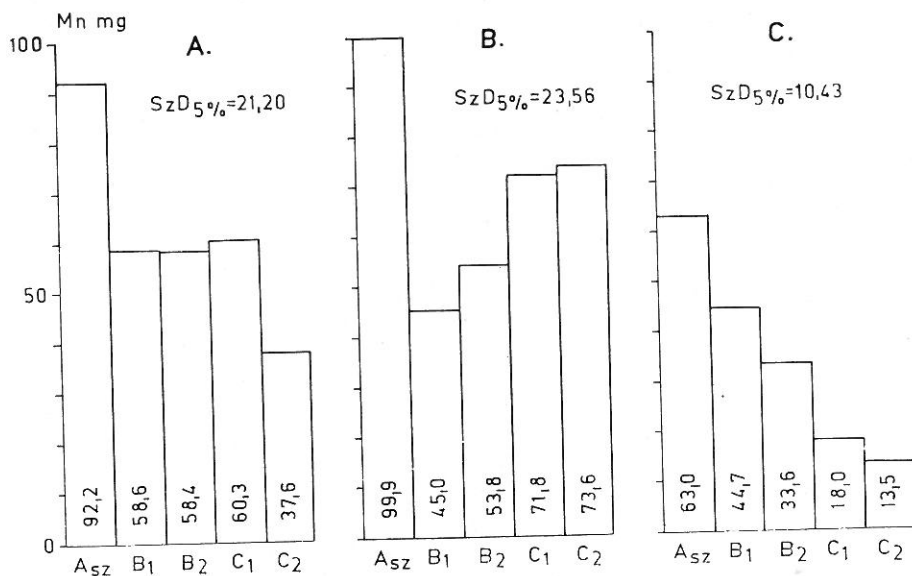 Mn mg
100
50
0
A.
SzD5%=21,20
92,2
58,6
58,4
60,3
37,6
Asz B1 B2 C1 C2
B.
SzD5%=23,56
99,9
45,0
53,8
71,8
73,6
Asz B1 B2 C1 C2
C.
SzD5%=10,43
63,0
44,7
33,6
18,0
13,5
Asz B1 B2 C1 C2